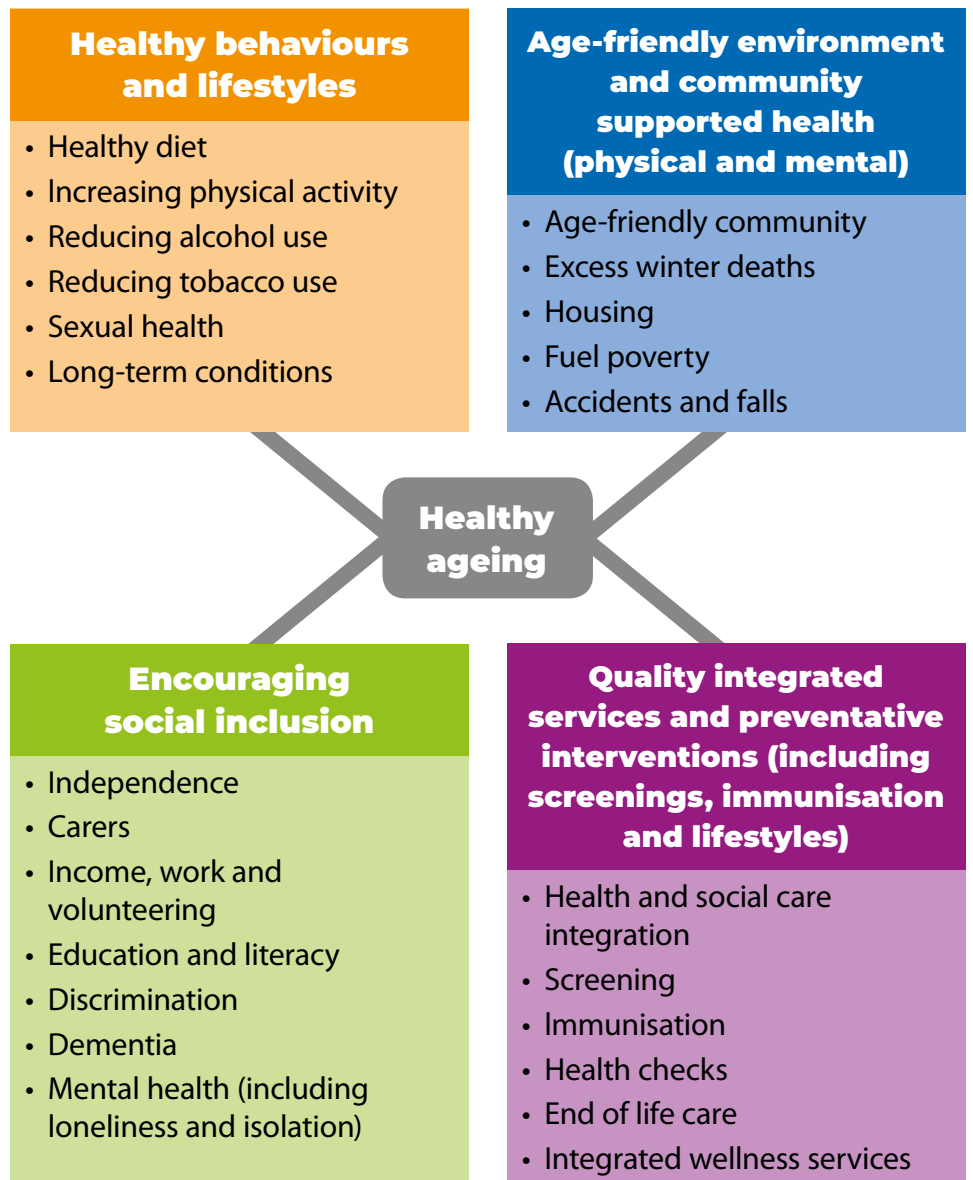 Healthy behaviours
and lifestyles
• Healthy diet
• Increasing physical activity
• Reducing alcohol use
• Reducing tobacco use
• Sexual health
• Long-term conditions
Age-friendly environment
and community
supported health
(physical and mental)
• Age-friendly community
• Excess winter deaths
• Housing
• Fuel poverty
• Accidents and falls
Healthy
ageing
Encouraging
social inclusion
• Independence
• Carers
• Income, work and
volunteering
• Education and literacy
• Discrimination
• Dementia
• Mental health (including
loneliness and isolation)
Quality integrated
services and preventative
interventions (including
screenings, immunisation
and lifestyles)
• Health and social care
integration
• Screening
• Immunisation
• Health checks
• End of life care
• Integrated wellness services